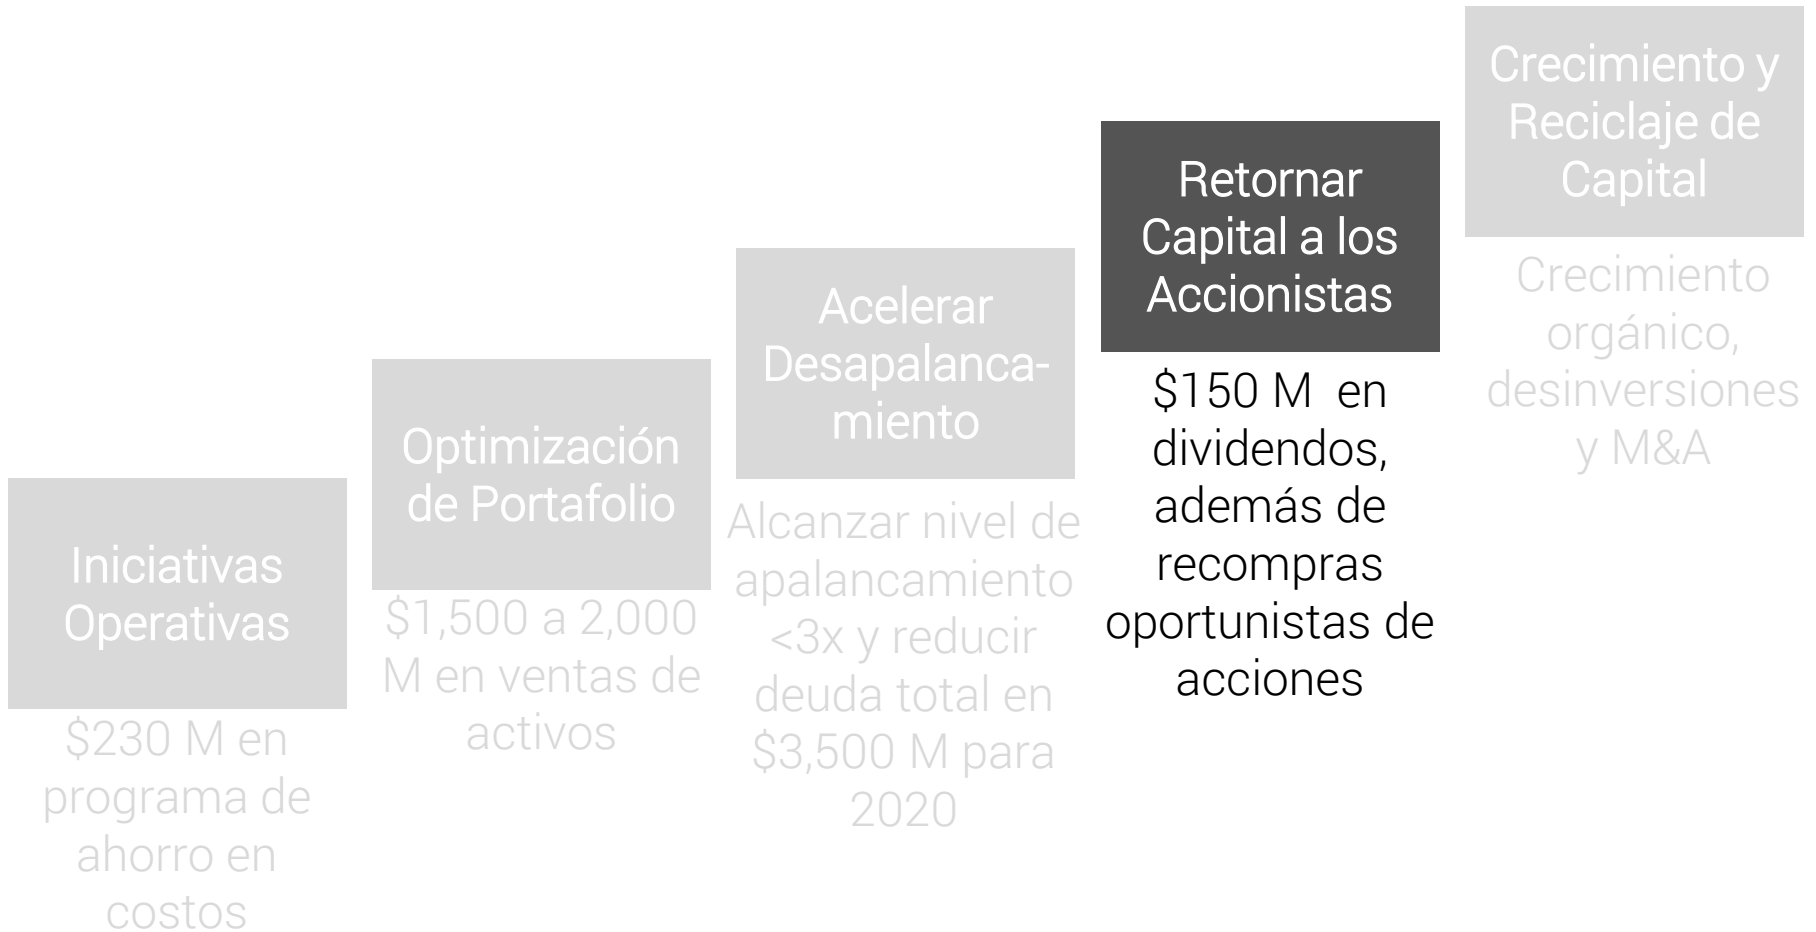 Iniciativas
Operativas
$230 M en
programa de
ahorro en
costos
Optimización
de Portafolio
$1,500 a 2,000
M en ventas de
activos
Acelerar
Desapalanca-
miento
Alcanzar nivel de
apalancamiento
<3x y reducir
deuda total en
$3,500 M para
2020
Retornar
Capital a los
Accionistas
$150 M  en
dividendos,
además de
recompras
oportunistas de
acciones
Crecimiento y
Reciclaje de
Capital
Crecimiento
orgánico,
desinversiones
y M&A